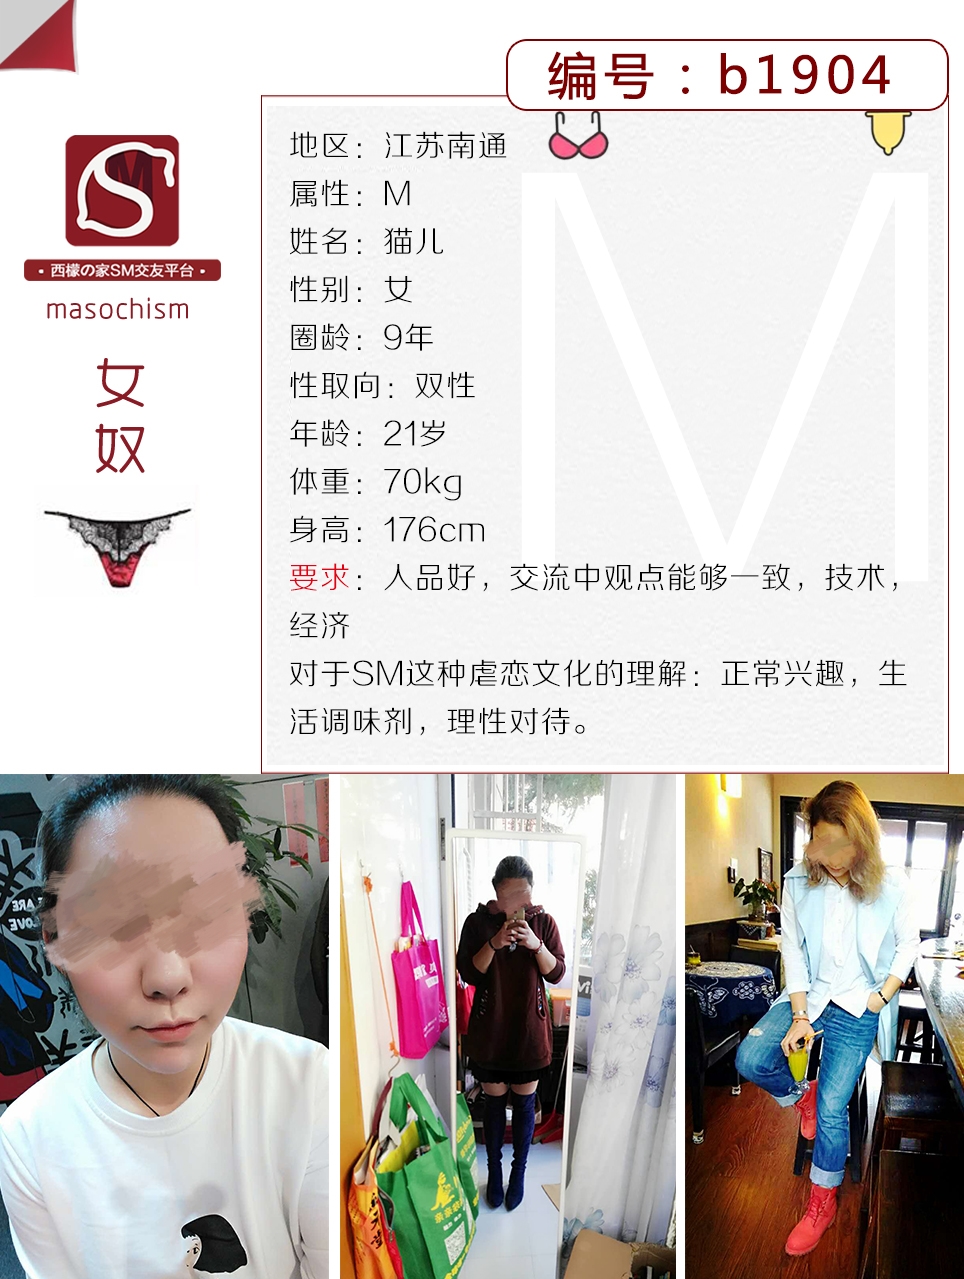 编号：b1904
地区：江苏南通
属性：M
姓名：猫儿
性别：女
圈龄：9年
性取向：双性
年龄：21岁
体重：70kg
身高：176cm
要求：人品好，交流中观点能够一致，技术，
经济
对于SM这种虐恋文化的理解：正常兴趣，生
活调味剂，理性对待。
M
SM
·西檬の家SM交友平台·
masochism
女
奴